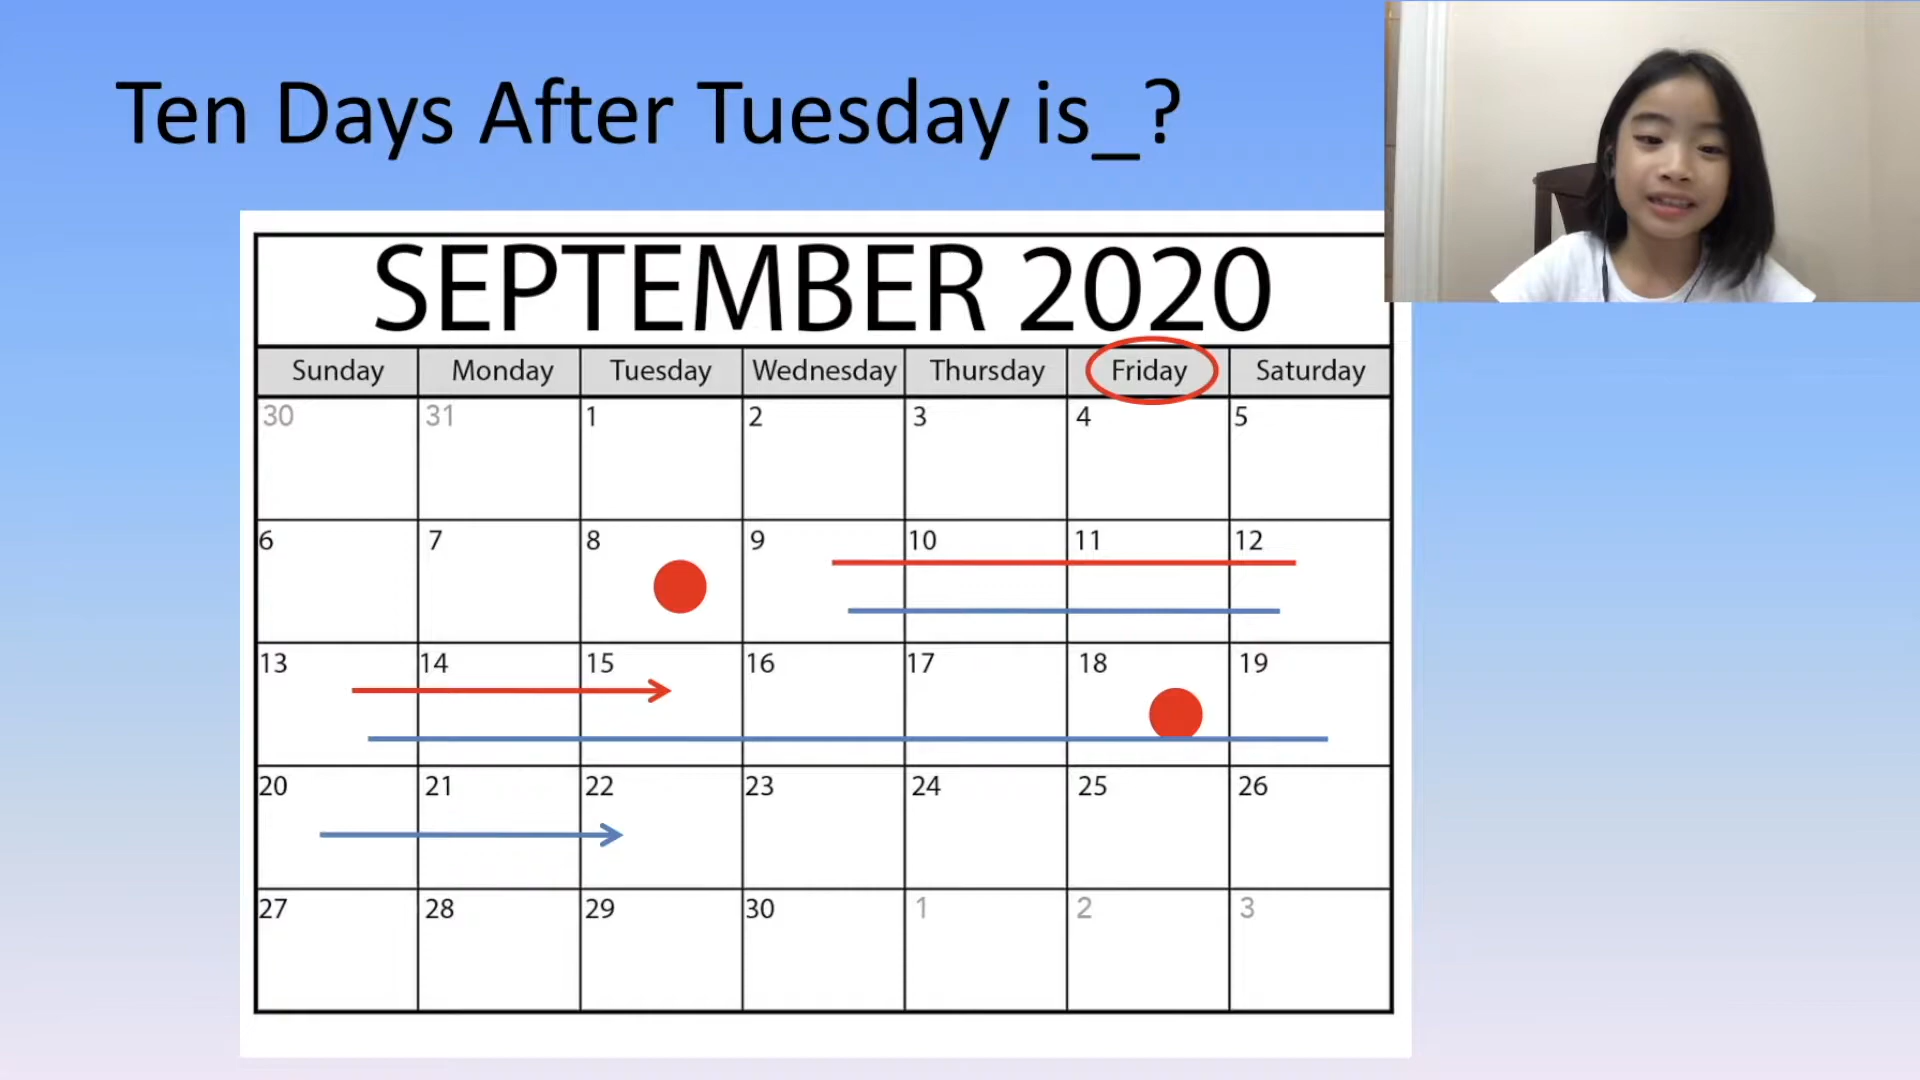 Ten Days After Tuesday is_?
SEPTEMBER 2020
Sunday Monday Tuesday Wednesday Thursday Friday Saturday
30 31 1 2 3 4 5
6 7 8 9 10 11 12
13 14 15 16 17 18 19
20 21 22 23 24 25 26
27 28 29 30 1 2 3